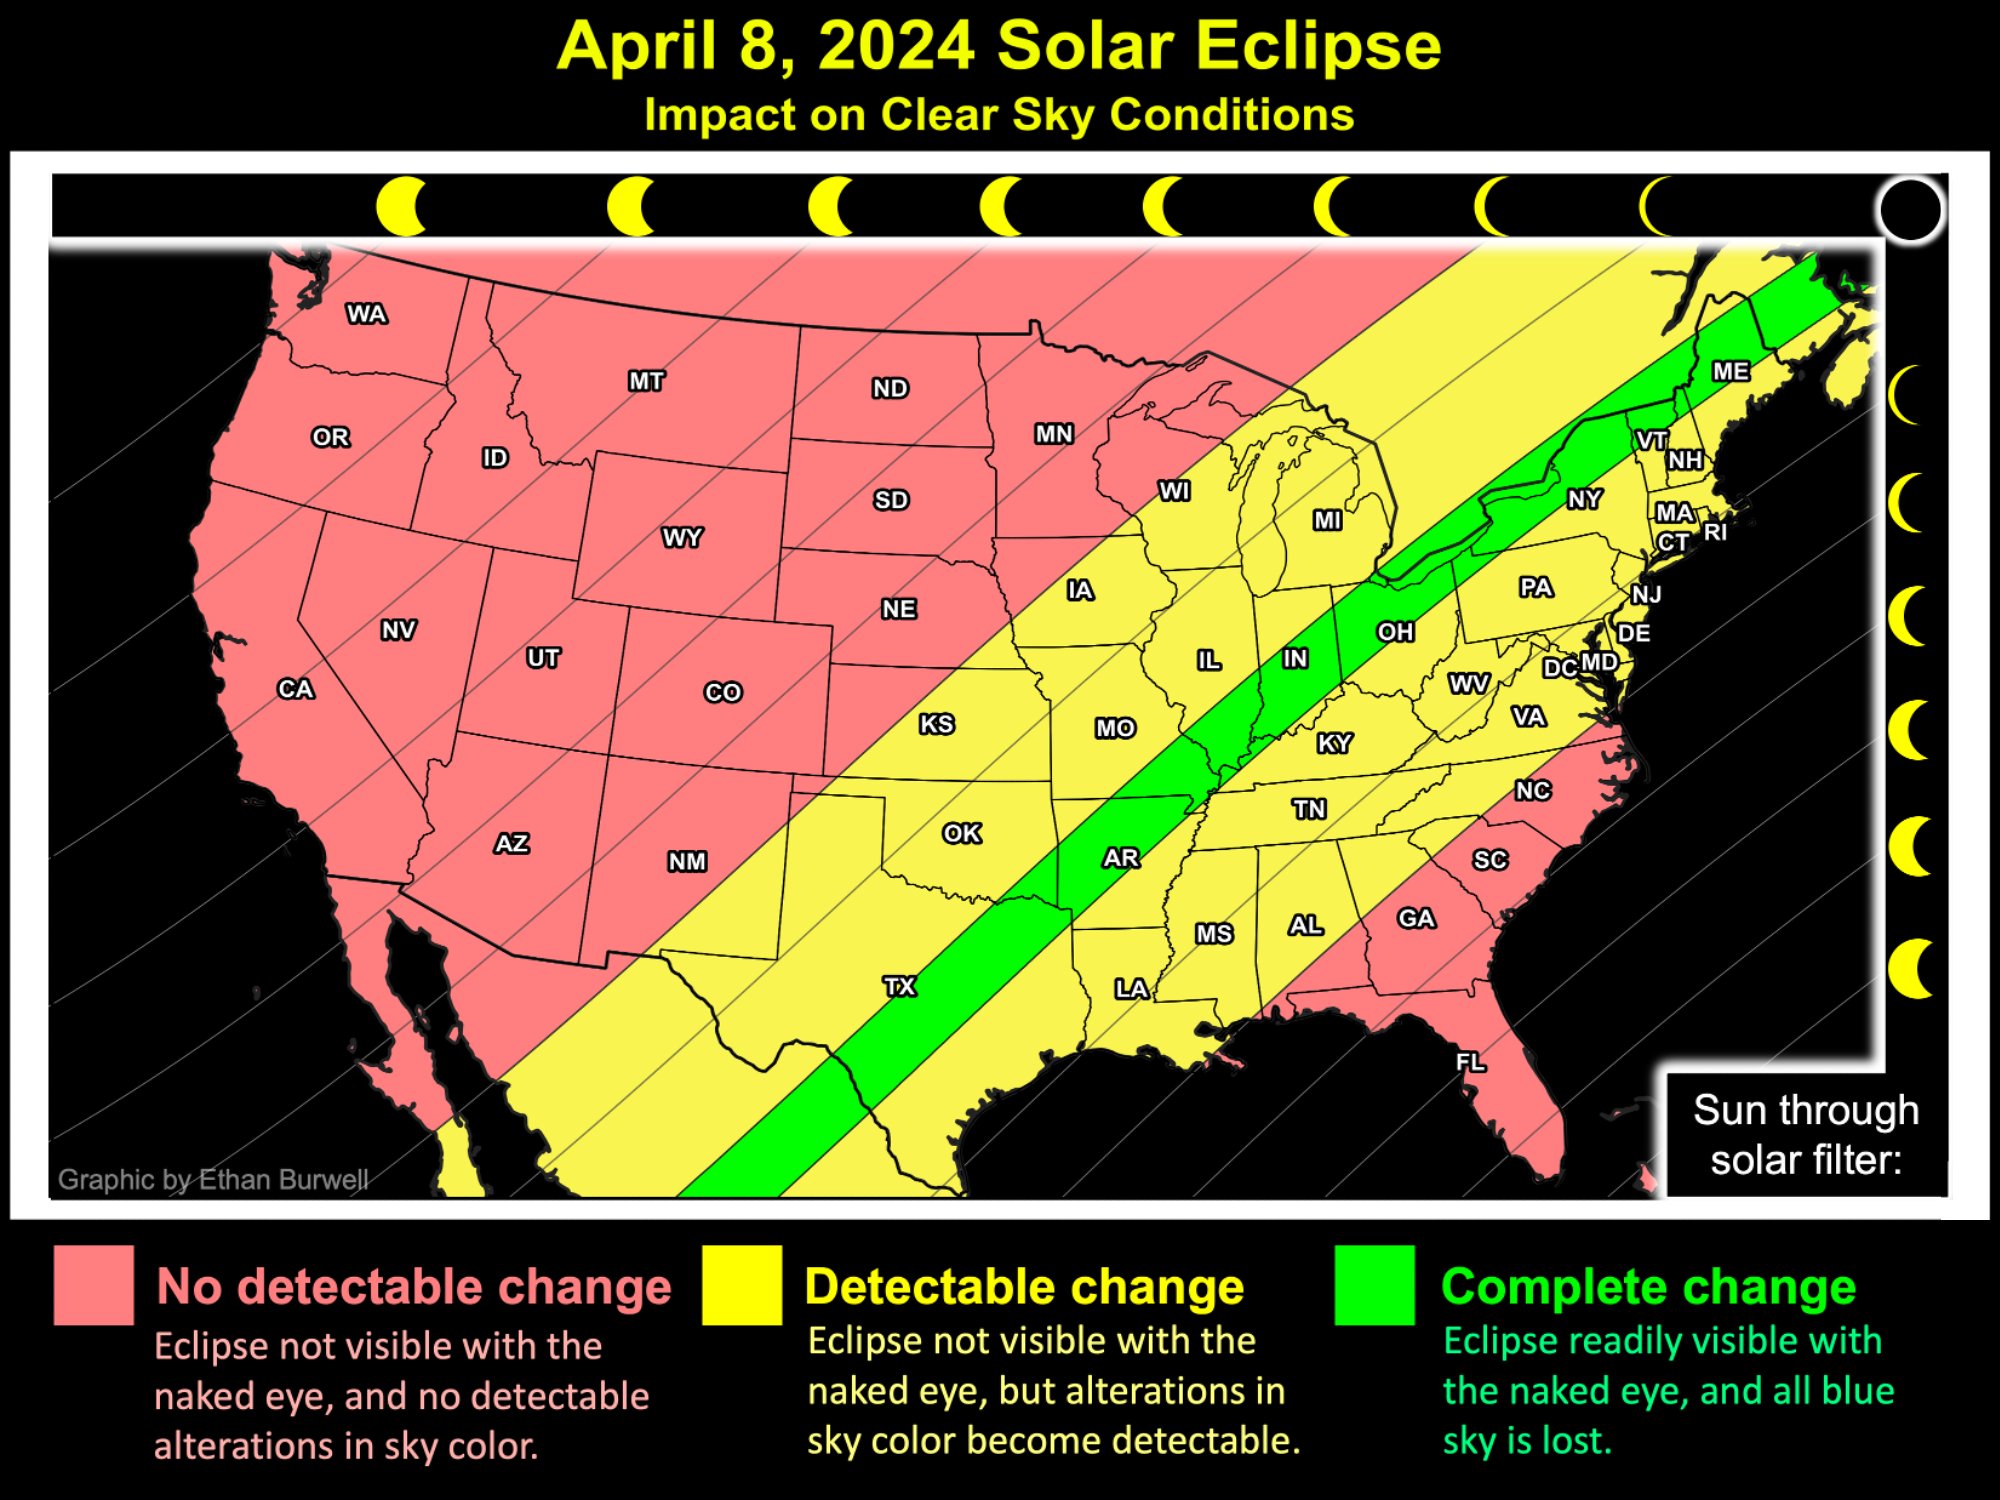 April 8, 2024 Solar Eclipse
Impact on Clear Sky Conditions
WA
MT
ND
MN
ME
OR
ID
SD
WI
MI
VT
NH
NY
MA
RI
CT
WY
NE
IA
PA
NJ
NV
UT
CO
CA
IL
IN
OH
DE
MD
DC
WV
VA
KS
MO
KY
NC
AZ
NM
OK
AR
TN
SC
TX
LA
MS
AL
GA
FL
Graphic by Ethan Burwell
Sun through
solar filter:
No detectable change
Eclipse not visible with the
naked eye, and no detectable
alterations in sky color.
Detectable change
Eclipse not visible with the
naked eye, but alterations in
sky color become detectable.
Complete change
Eclipse readily visible with
the naked eye, and all blue
sky is lost.